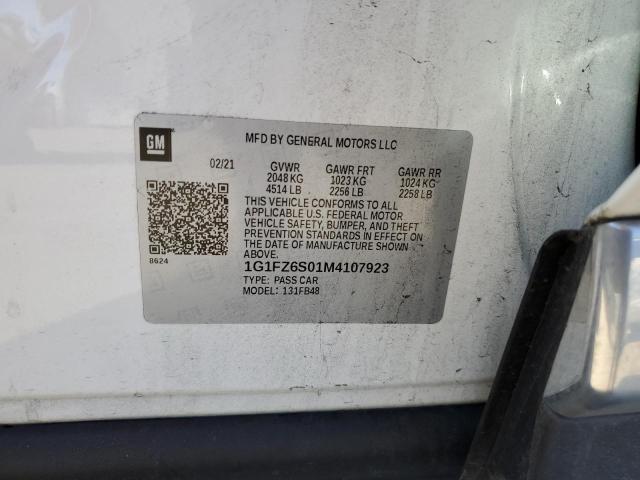 GM
MFD BY GENERAL MOTORS LLC
02/21 GVWR GAWR FRT GAWR RR
2048 KG 1023 KG 1024 KG
4514 LB 2256 LB 2258 LB
THIS VEHICLE CONFORMS TO ALL
APPLICABLE U.S. FEDERAL MOTOR
VEHICLE SAFETY, BUMPER, AND THEFT
PREVENTION STANDARDS IN EFFECT ON
THE DATE OF MANUFACTURE SHOWN
ABOVE.
8624
1G1FZ6S01M4107923
TYPE: PASS CAR
MODEL: 131FB48